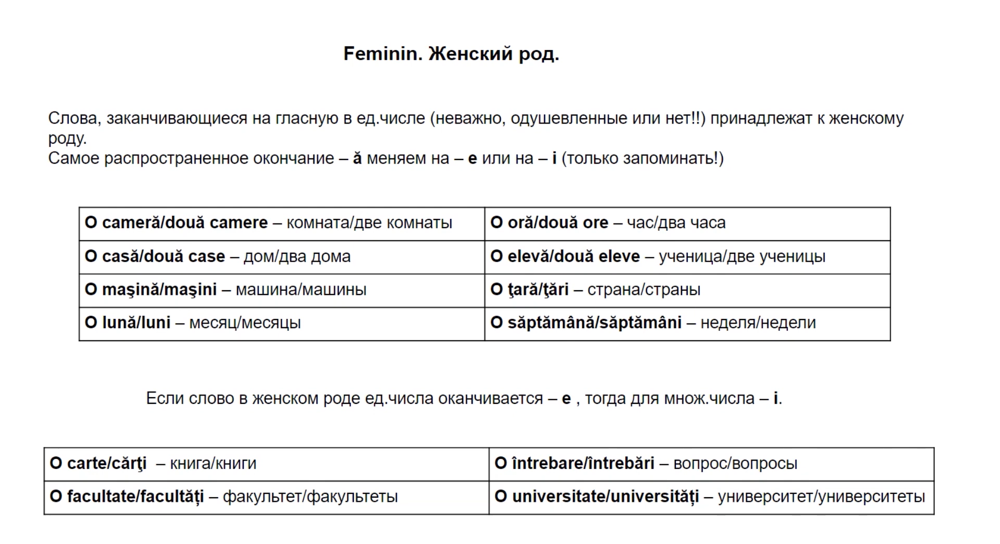 Feminin. Женский род.
Слова, заканчивающиеся на гласную в ед.числе (неважно, одушевленные или нет!!) принадлежат к женскому
роду.
Самое распространенное окончание – ă меняем на – e или на – i (только запоминать!)
O cameră/două camere – комната/две комнаты
O oră/două ore – час/два часа
O casă/două case – дом/два дома
O elevă/două eleve – ученица/две ученицы
O maşină/maşini – машина/машины
O ţară/ţări – страна/страны
O lună/luni – месяц/месяцы
O săptămână/săptămâni – неделя/недели
Если слово в женском роде ед.числа оканчивается – e , тогда для множ.числа – i.
O carte/cărţi – книга/книги
O întrebare/întrebări – вопрос/вопросы
O facultate/facultăți – факультет/факультеты
O universitate/universități – университет/университеты